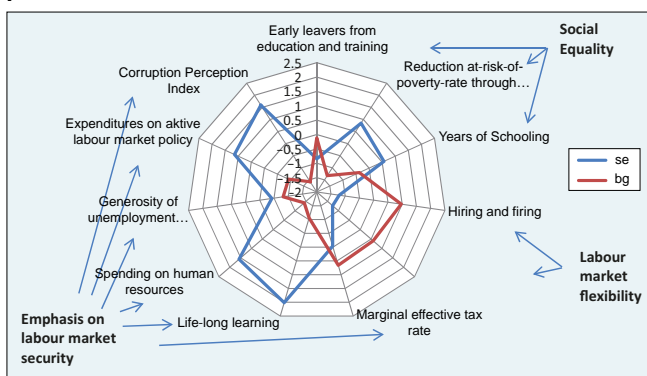 Early leavers from
education and training
Social
Equality
Reduction at-risk-of-
poverty-rate through…
Corruption Perception
Index
2.5
2
1.5
1
0.5
0
−0.5
−1
−1.5
−2
Expenditures on aktive
labour market policy
Years of Schooling
se
bg
Generosity of
unemployment…
Hiring and firing
Spending on human
resources
Labour
market
flexibility
Emphasis on
labour market
security
Life-long learning
Marginal effective tax
rate